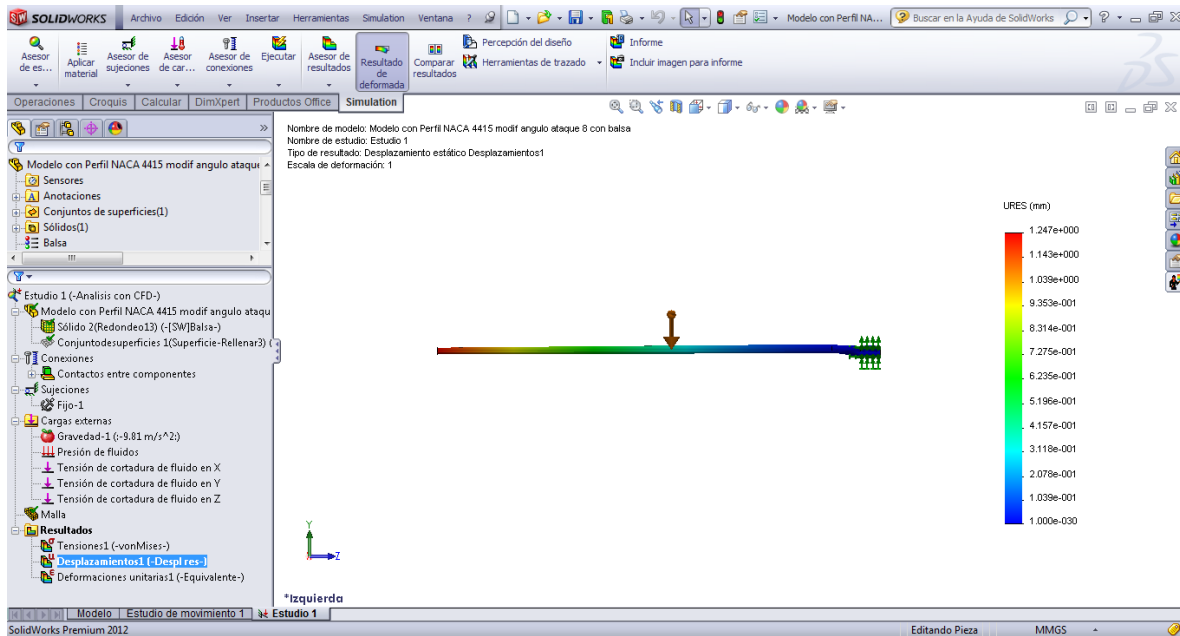 SOLIDWORKS Archivo Edición Ver Insertar Herramientas Simulation Ventana ? Modelo con Perfil NA... Buscar en la Ayuda de SolidWorks
Asesor de es...
Aplicar material
Asesor de sujeciones
Asesor de car...
Asesor de conexiones
Ejecutar
Asesor de resultados
Resultado de deformada
Comparar resultados
Percepción del diseño
Herramientas de trazado
Informe
Incluir imagen para informe
Operaciones Croquis Calcular DimXpert Productos Office Simulation
Modelo con Perfil NACA 4415 modif angulo ataque
Sensores
Anotaciones
Conjuntos de superficies(1)
Sólidos(1)
Balsa
Estudio 1 (-Analisis con CFD-)
Modelo con Perfil NACA 4415 modif angulo ataqu
Sólido 2(Redondeo13) (-[SW]Balsa-)
Conjuntodesuperficies 1(Superficie-Rellenar3) (
Conexiones
Contactos entre componentes
Sujeciones
Fijo-1
Cargas externas
Gravedad-1 (:-9.81 m/s^2:)
Presión de fluidos
Tensión de cortadura de fluido en X
Tensión de cortadura de fluido en Y
Tensión de cortadura de fluido en Z
Malla
Resultados
Tensiones1 (-vonMises-)
Desplazamientos1 (-Despl res-)
Deformaciones unitarias1 (-Equivalente-)
Nombre de modelo: Modelo con Perfil NACA 4415 modif angulo ataque 8 con balsa
Nombre de estudio: Estudio 1
Tipo de resultado: Desplazamiento estático Desplazamientos1
Escala de deformación: 1
URES (mm)
1.247e+000
1.143e+000
1.039e+000
9.353e-001
8.314e-001
7.275e-001
6.235e-001
5.196e-001
4.157e-001
3.118e-001
2.078e-001
1.039e-001
1.000e-030
Y
Z
*Izquierda
Modelo Estudio de movimiento 1 Estudio 1
SolidWorks Premium 2012 Editando Pieza MMGS